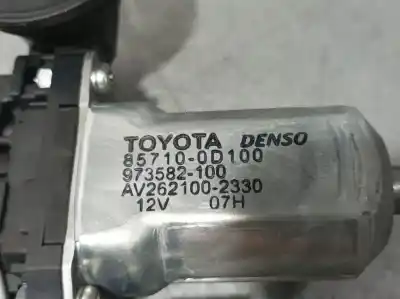 TOYOTA DENSO
85710-0D100
973582-100
AV262100-2330
12V 07H